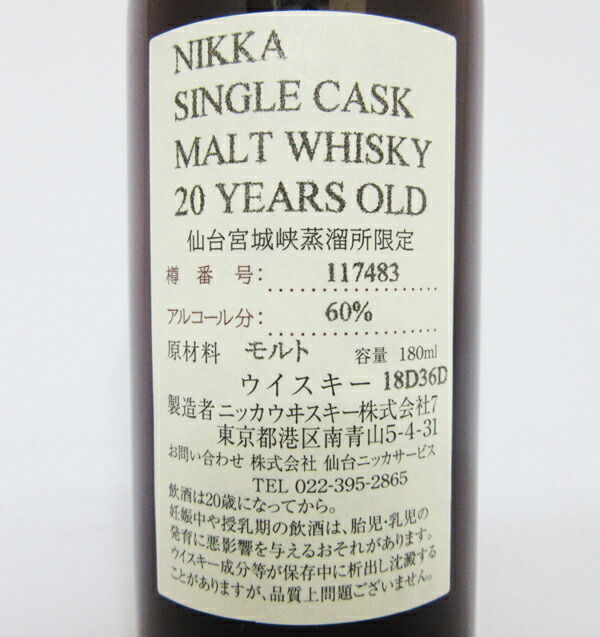 NIKKA
SINGLE CASK
MALT WHISKY
20 YEARS OLD
仙台宮城峡蒸溜所限定
樽番号: 117483
アルコール分: 60%
原材料 モルト 容量 180ml
ウイスキー 18D36D
製造者 ニッカウヰスキー株式会社7
東京都港区南青山5-4-31
お問い合わせ 株式会社 仙台ニッカサービス
TEL 022-395-2865
飲酒は20歳になってから。
妊娠中や授乳期の飲酒は、胎児・乳児の
発育に悪影響を与えるおそれがあります。
ウイスキー成分等が保存中に析出し沈澱する
ことがありますが、品質上問題ございません。